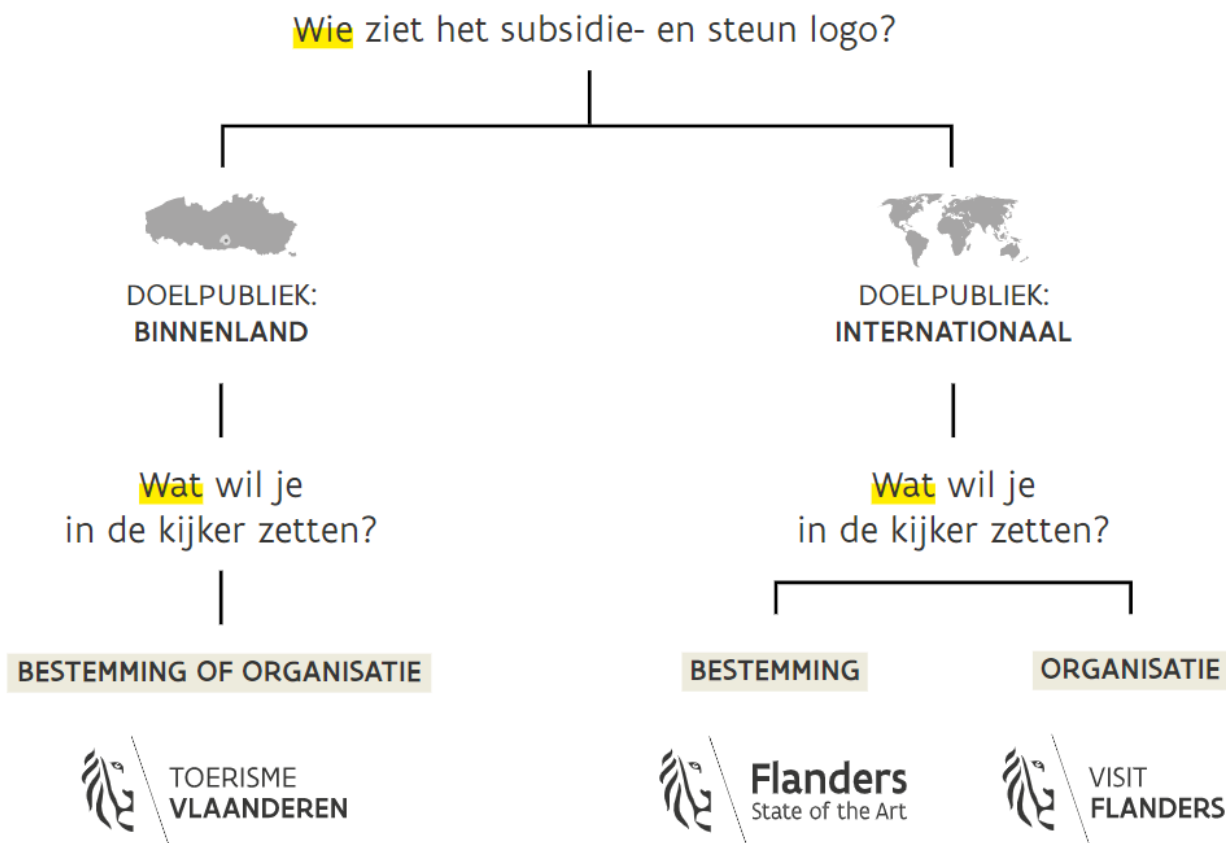 Wie ziet het subsidie- en steun logo?
DOELPUBLIEK:
BINNENLAND
DOELPUBLIEK:
INTERNATIONAAL
Wat wil je
in de kijker zetten?
Wat wil je
in de kijker zetten?
BESTEMMING OF ORGANISATIE
BESTEMMING
ORGANISATIE
TOERISME
VLAANDEREN
Flanders
State of the Art
VISIT
FLANDERS